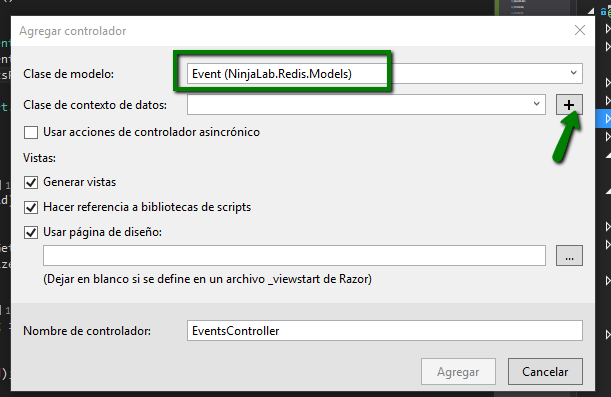 Agregar controlador
Clase de modelo:
Event (NinjaLab.Redis.Models)
Clase de contexto de datos:
Usar acciones de controlador asincrónico
Vistas:
Generar vistas
Hacer referencia a bibliotecas de scripts
Usar página de diseño:
...
(Dejar en blanco si se define en un archivo _viewstart de Razor)
Nombre de controlador:
EventsController
Agregar
Cancelar